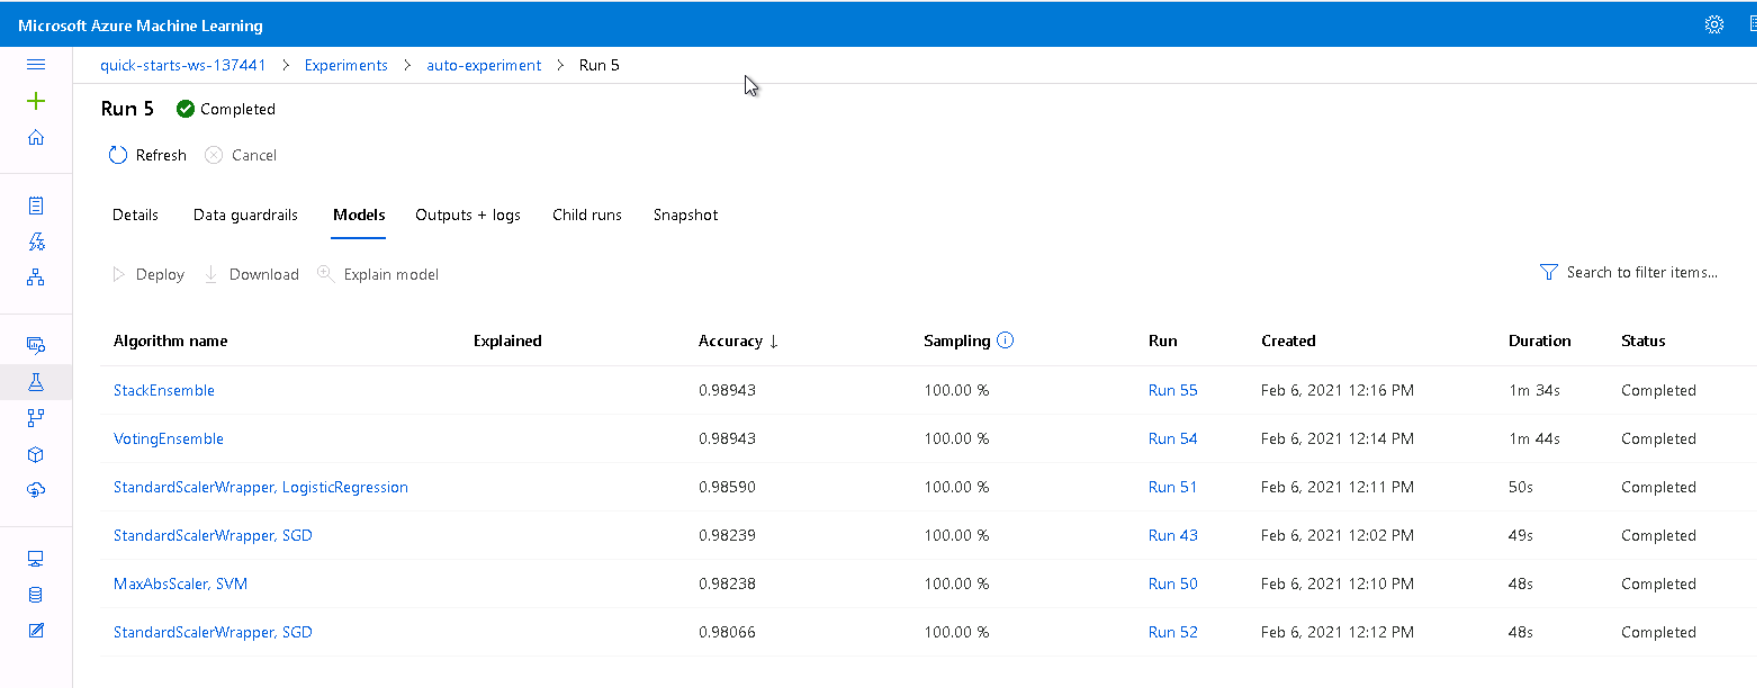 Microsoft Azure Machine Learning
quick-starts-ws-137441 > Experiments > auto-experiment > Run 5
Run 5 Completed
Refresh Cancel
Details Data guardrails Models Outputs + logs Child runs Snapshot
Deploy Download Explain model Search to filter items...
Algorithm name Explained Accuracy ↓ Sampling Run Created Duration Status
StackEnsemble 0.98943 100.00 % Run 55 Feb 6, 2021 12:16 PM 1m 34s Completed
VotingEnsemble 0.98943 100.00 % Run 54 Feb 6, 2021 12:14 PM 1m 44s Completed
StandardScalerWrapper, LogisticRegression 0.98590 100.00 % Run 51 Feb 6, 2021 12:11 PM 50s Completed
StandardScalerWrapper, SGD 0.98239 100.00 % Run 43 Feb 6, 2021 12:02 PM 49s Completed
MaxAbsScaler, SVM 0.98238 100.00 % Run 50 Feb 6, 2021 12:10 PM 48s Completed
StandardScalerWrapper, SGD 0.98066 100.00 % Run 52 Feb 6, 2021 12:12 PM 48s Completed